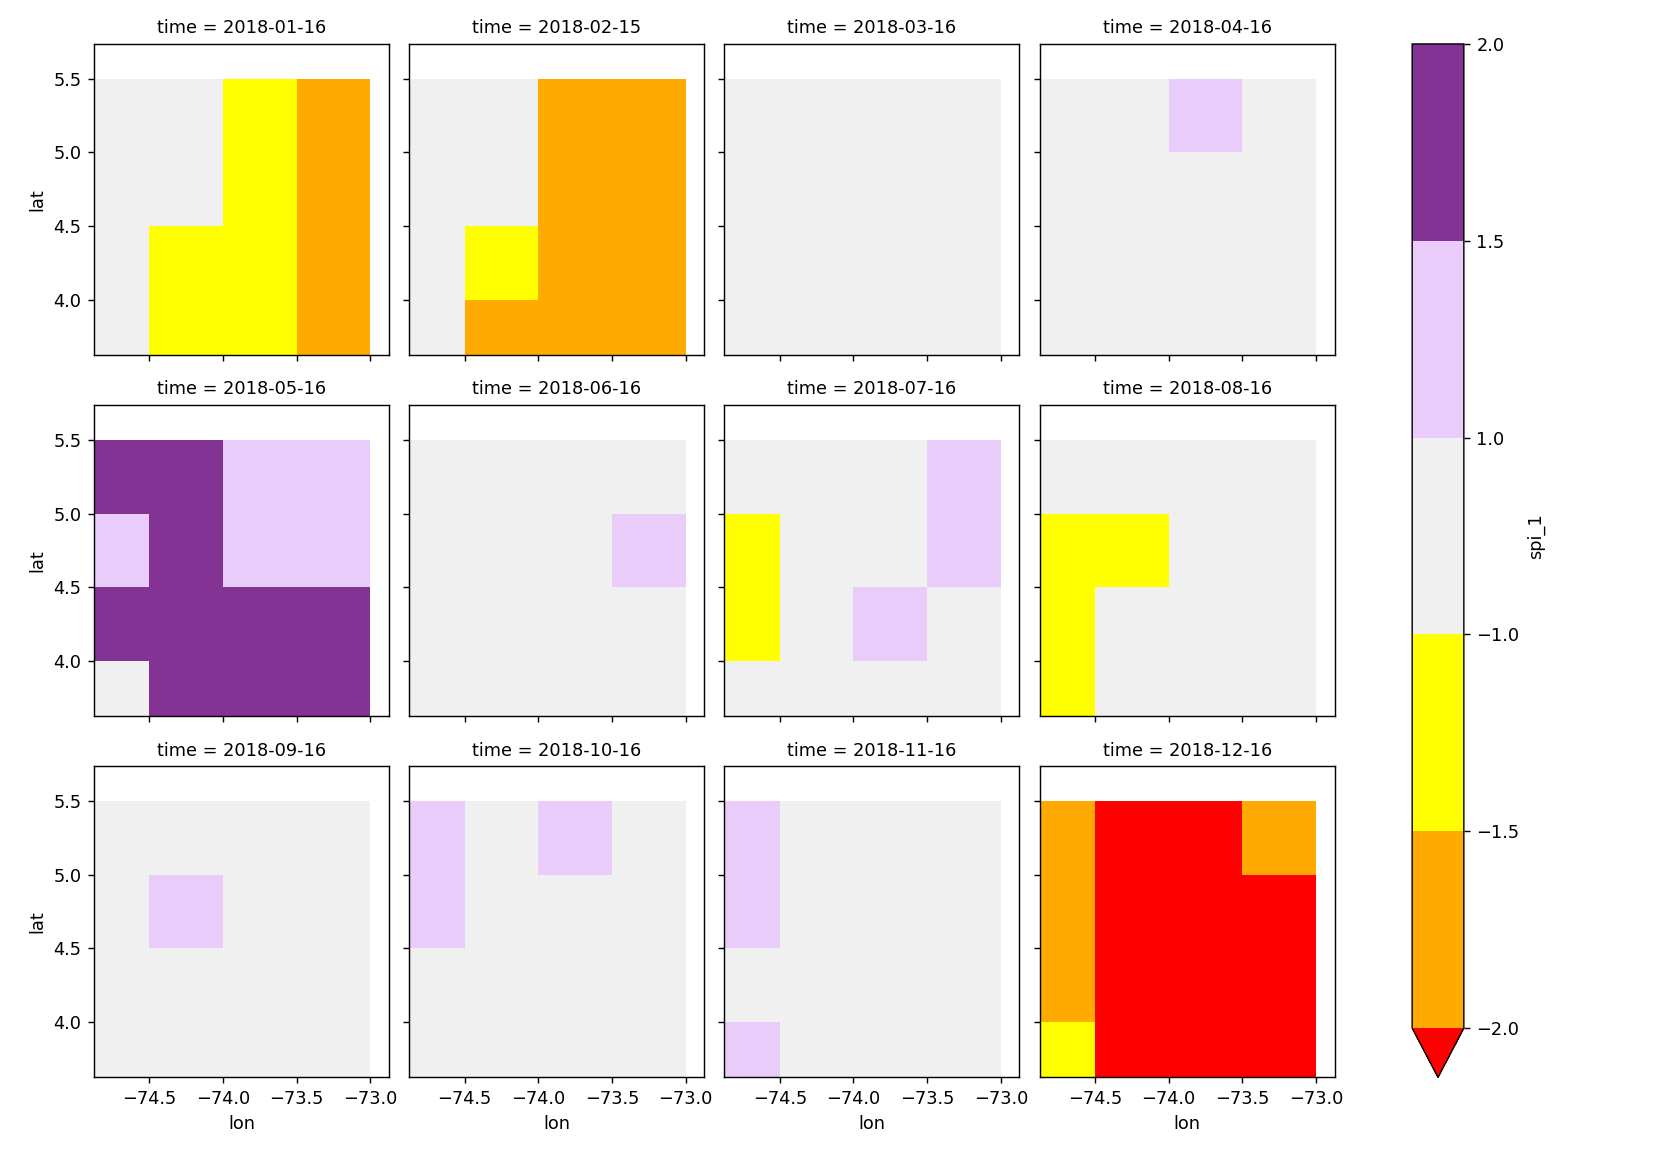 time = 2018-01-16
time = 2018-02-15
time = 2018-03-16
time = 2018-04-16
5.5
5.0
4.5
4.0
lat
time = 2018-05-16
time = 2018-06-16
time = 2018-07-16
time = 2018-08-16
5.5
5.0
4.5
4.0
lat
time = 2018-09-16
time = 2018-10-16
time = 2018-11-16
time = 2018-12-16
5.5
5.0
4.5
4.0
lat
−74.5 −74.0 −73.5 −73.0
lon
−74.5 −74.0 −73.5 −73.0
lon
−74.5 −74.0 −73.5 −73.0
lon
−74.5 −74.0 −73.5 −73.0
lon
2.0
1.5
1.0
−1.0
−1.5
−2.0
spi_1